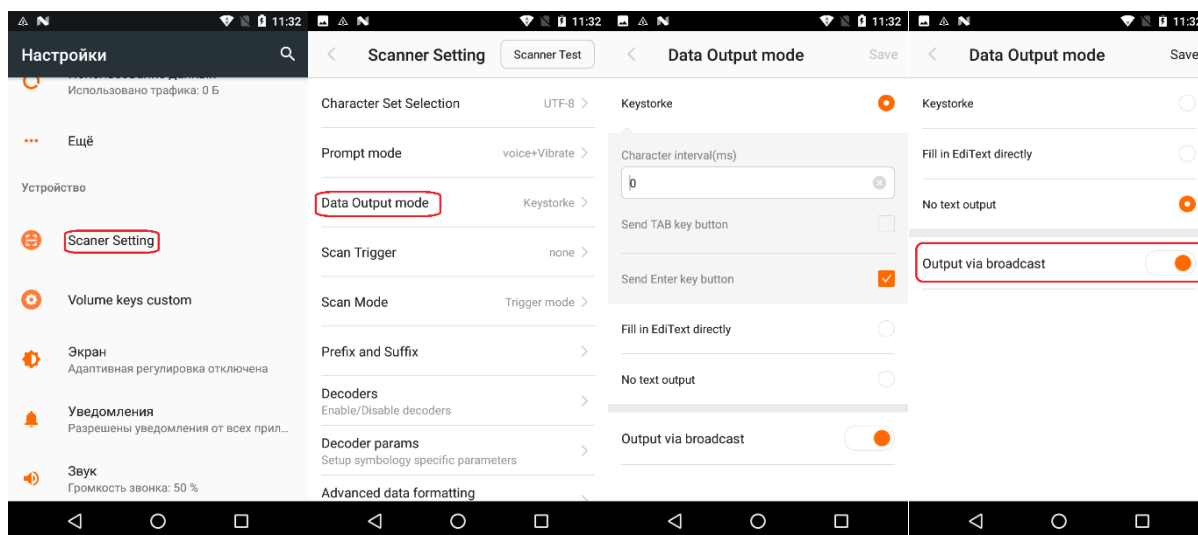 11:32
Настройки
Использование данных
Использовано трафика: 0 Б
Ещё
Устройство
Scaner Setting
Volume keys custom
Экран
Адаптивная регулировка отключена
Уведомления
Разрешены уведомления от всех прил...
Звук
Громкость звонка: 50 %
11:32
Scanner Setting
Scanner Test
Character Set Selection
UTF-8
Prompt mode
voice+Vibrate
Data Output mode
Keystorke
Scan Trigger
none
Scan Mode
Trigger mode
Prefix and Suffix
Decoders
Enable/Disable decoders
Decoder params
Setup symbology specific parameters
Advanced data formatting
11:32
Data Output mode
Save
Keystorke
Character interval(ms)
0
Send TAB key button
Send Enter key button
Fill in EdiText directly
No text output
Output via broadcast
11:32
Data Output mode
Save
Keystorke
Fill in EdiText directly
No text output
Output via broadcast